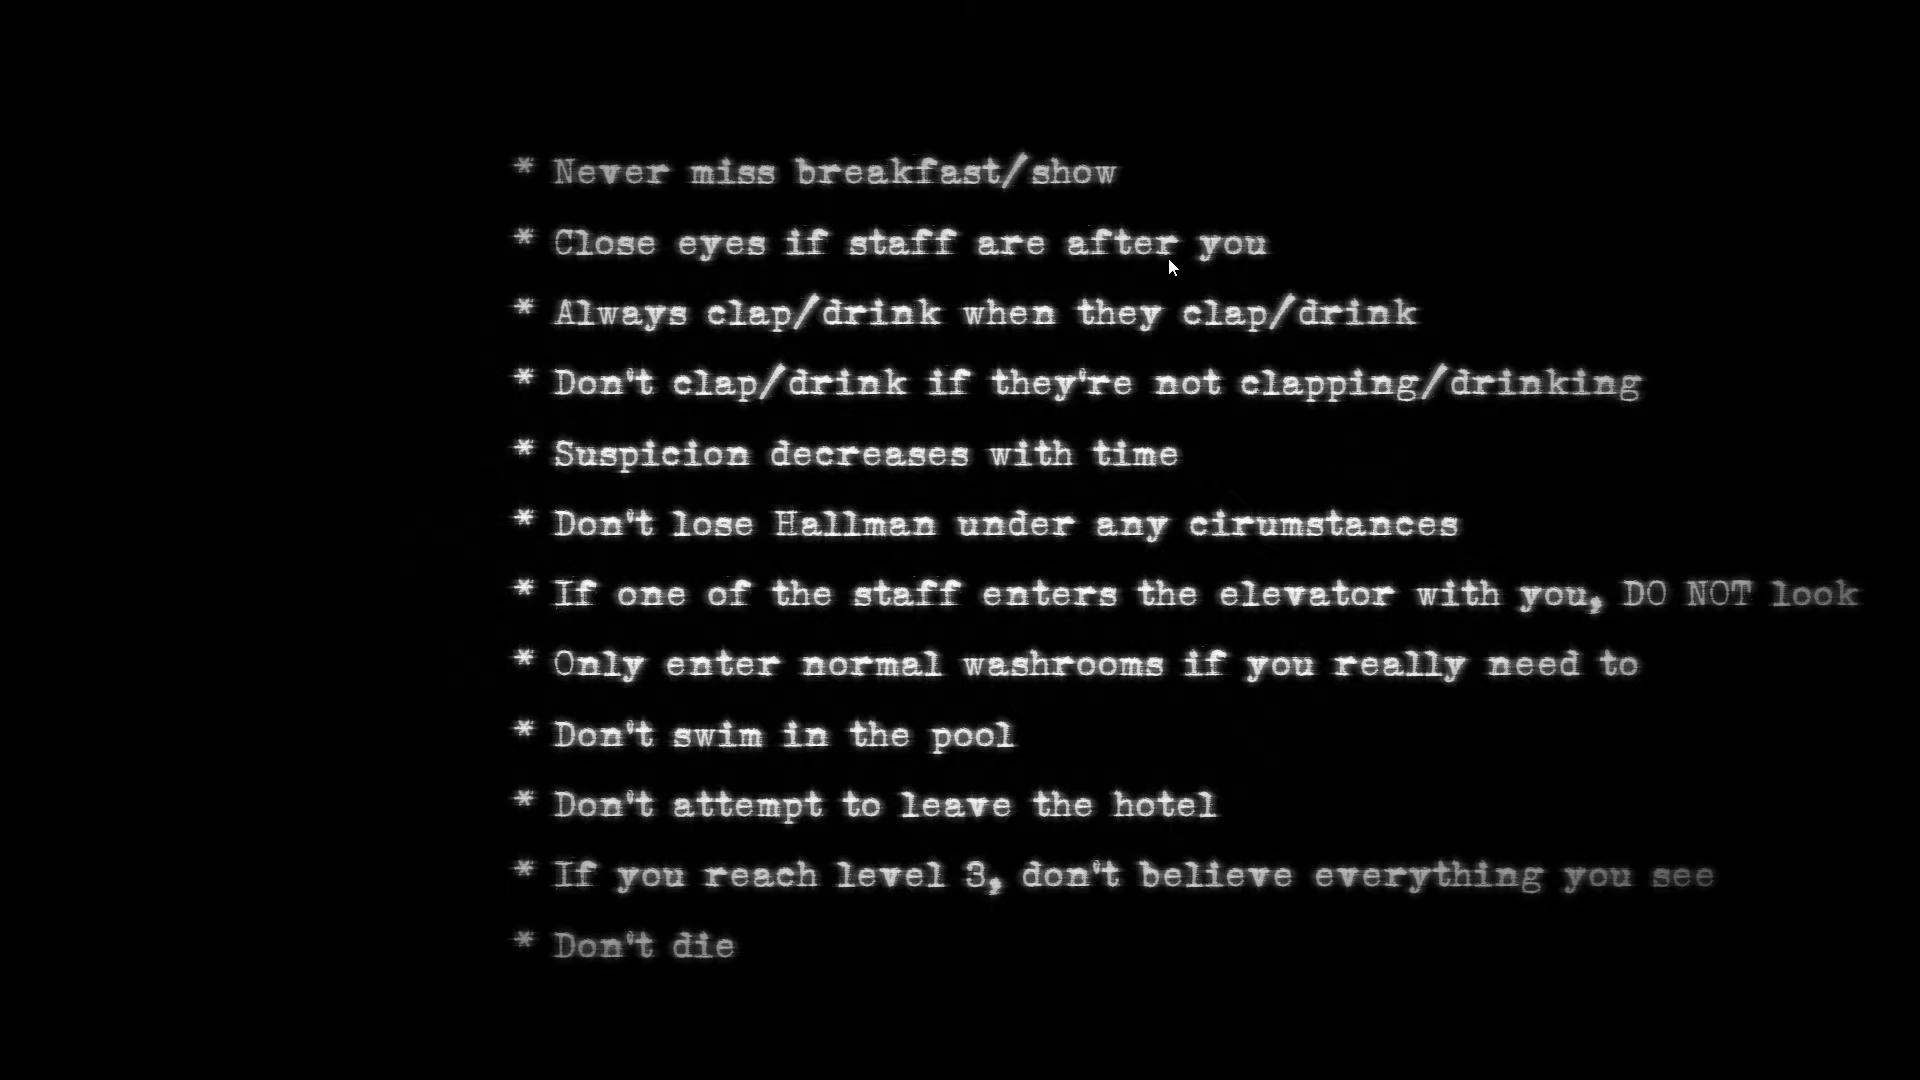 * Never miss breakfast/show
* Close eyes if staff are after you
* Always clap/drink when they clap/drink
* Don't clap/drink if they're not clapping/drinking
* Suspicion decreases with time
* Don't lose Hallman under any cirumstances
* If one of the staff enters the elevator with you, DO NOT look
* Only enter normal washrooms if you really need to
* Don't swim in the pool
* Don't attempt to leave the hotel
* If you reach level 3, don't believe everything you see
* Don't die